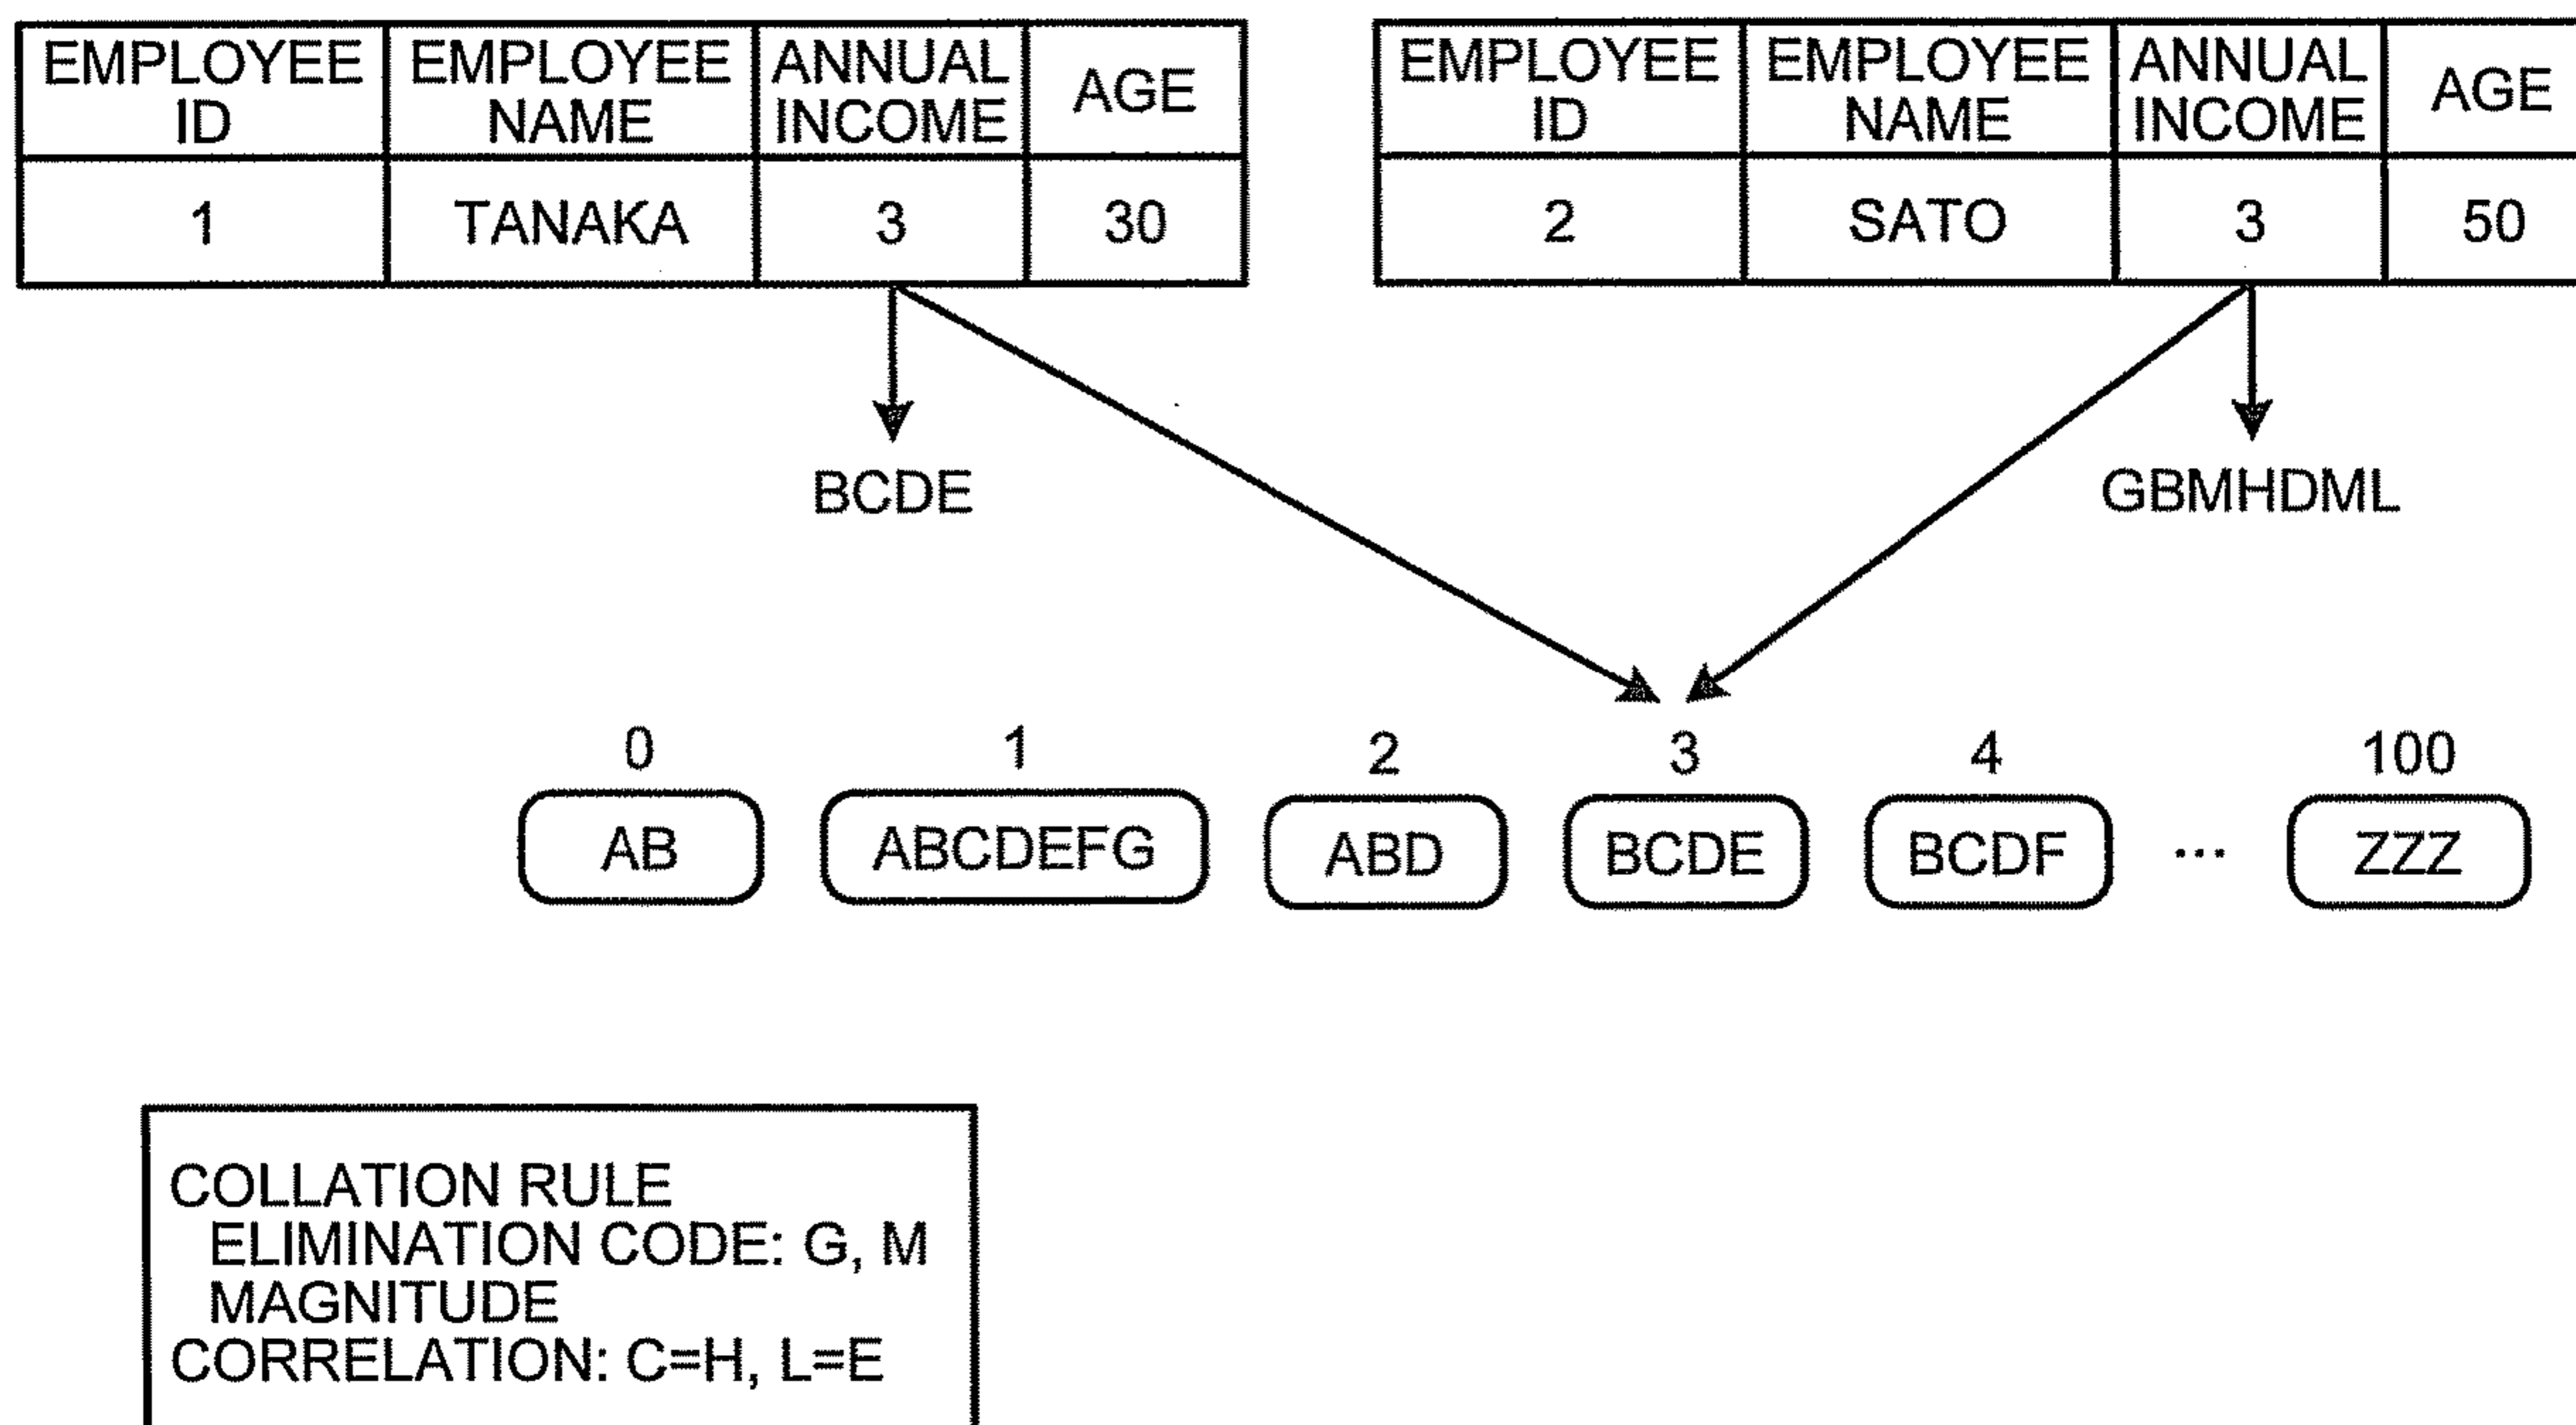 EMPLOYEE ID EMPLOYEE NAME ANNUAL INCOME AGE
1 TANAKA 3 30
EMPLOYEE ID EMPLOYEE NAME ANNUAL INCOME AGE
2 SATO 3 50
BCDE GBMHDML
0 1 2 3 4 100
AB ABCDEFG ABD BCDE BCDF ... ZZZ
COLLATION RULE
ELIMINATION CODE: G, M
MAGNITUDE
CORRELATION: C=H, L=E